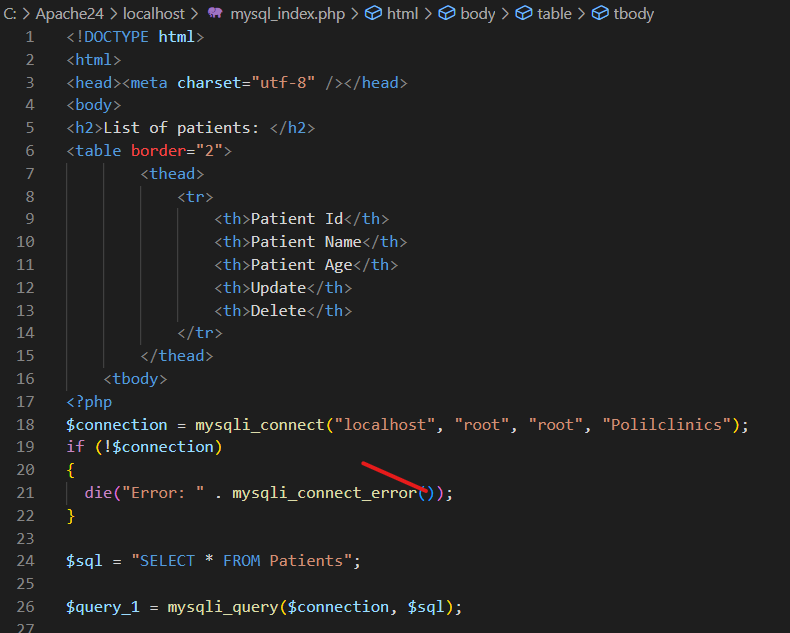 C: > Apache24 > localhost > mysql_index.php > html > body > table > tbody
1 <!DOCTYPE html>
2 <html>
3 <head><meta charset="utf-8" /></head>
4 <body>
5 <h2>List of patients: </h2>
6 <table border="2">
7 <thead>
8 <tr>
9 <th>Patient Id</th>
10 <th>Patient Name</th>
11 <th>Patient Age</th>
12 <th>Update</th>
13 <th>Delete</th>
14 </tr>
15 </thead>
16 <tbody>
17 <?php
18 $connection = mysqli_connect("localhost", "root", "root", "Polilclinics");
19 if (!$connection)
20 {
21 die("Error: " . mysqli_connect_error());
22 }
23
24 $sql = "SELECT * FROM Patients";
25
26 $query_1 = mysqli_query($connection, $sql);
27